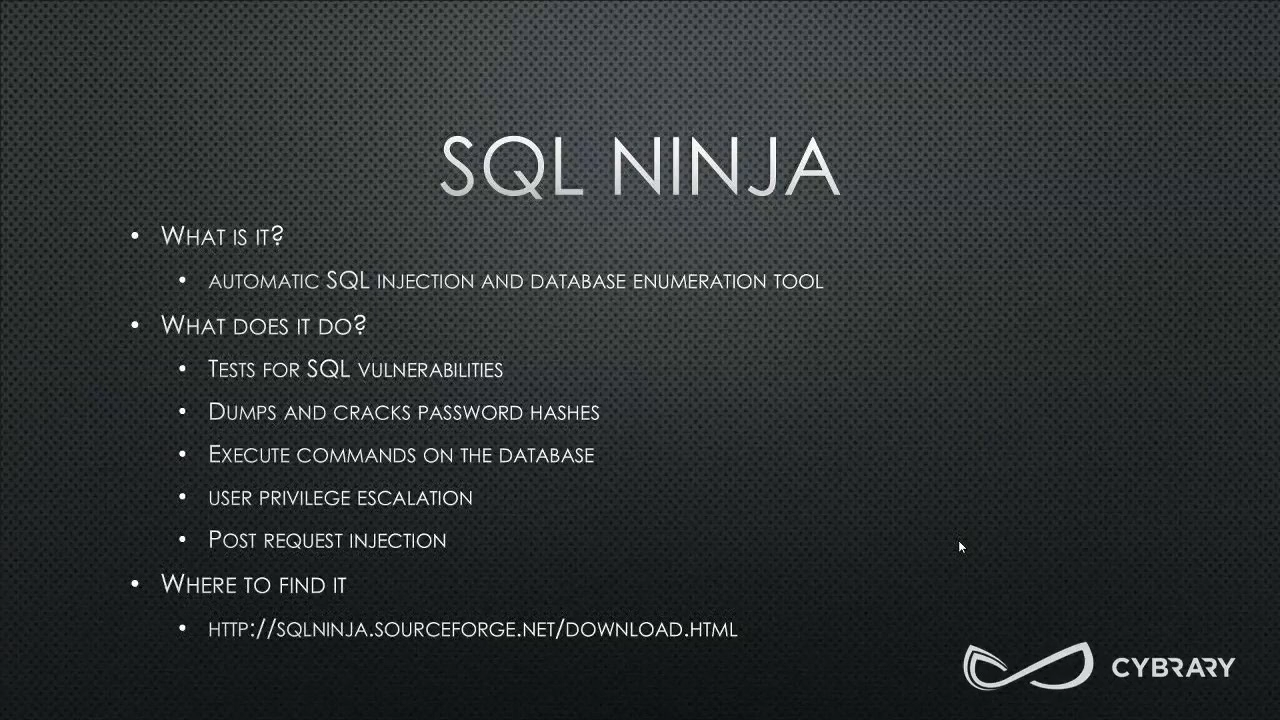 SQL NINJA
• WHAT IS IT?
• AUTOMATIC SQL INJECTION AND DATABASE ENUMERATION TOOL
• WHAT DOES IT DO?
• TESTS FOR SQL VULNERABILITIES
• DUMPS AND CRACKS PASSWORD HASHES
• EXECUTE COMMANDS ON THE DATABASE
• USER PRIVILEGE ESCALATION
• POST REQUEST INJECTION
• WHERE TO FIND IT
• HTTP://SQLNINJA.SOURCEFORGE.NET/DOWNLOAD.HTML
CYBRARY